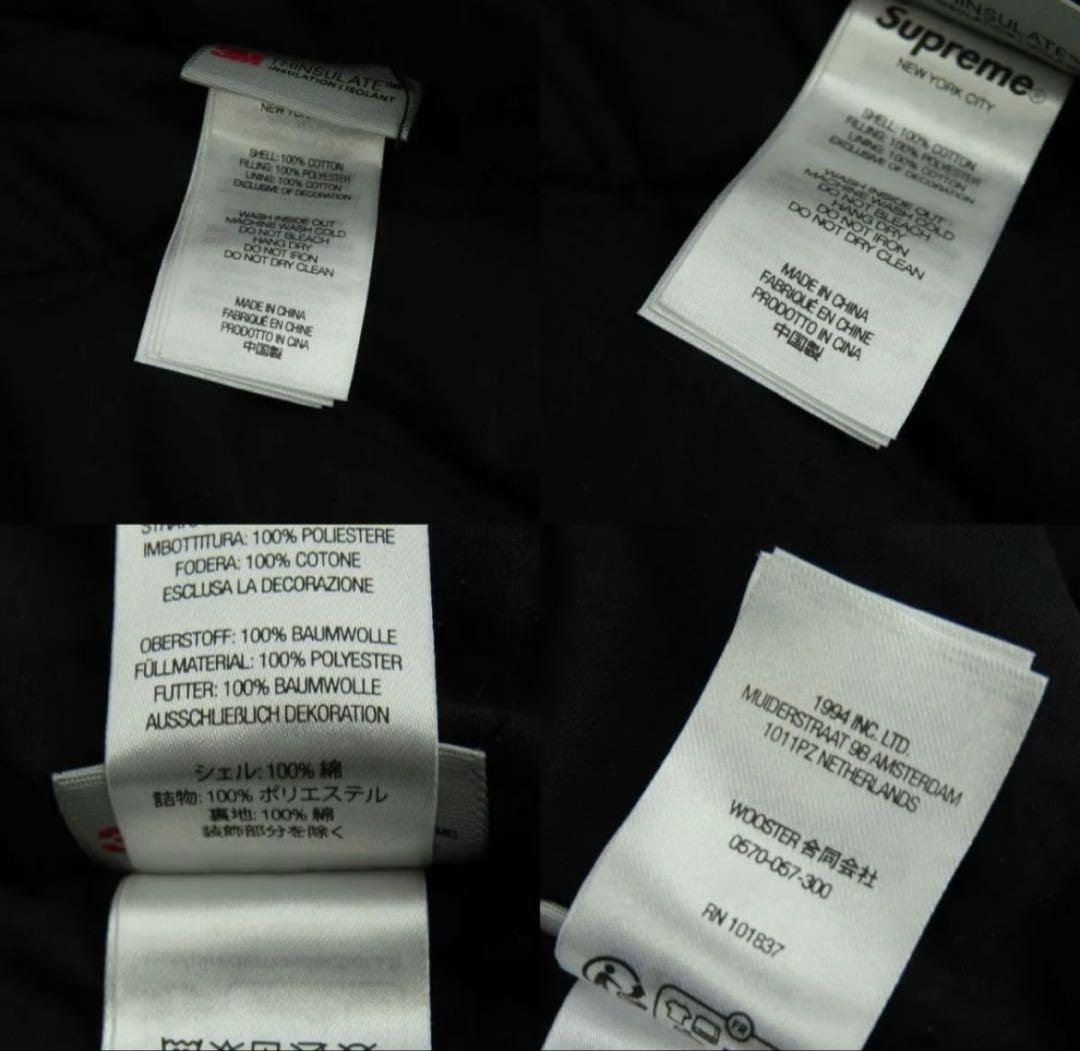 3M THINSULATE™
INSULATION | ISOLANT
NEW YORK
SHELL: 100% COTTON
FILLING: 100% POLYESTER
LINING: 100% COTTON
EXCLUSIVE OF DECORATION
WASH INSIDE OUT
MACHINE WASH COLD
DO NOT BLEACH
HANG DRY
DO NOT IRON
DO NOT DRY CLEAN
MADE IN CHINA
FABRIQUÉ EN CHINE
PRODOTTO IN CINA
中国製
THINSULATE
Supreme®
NEW YORK CITY
SHELL: 100% COTTON
FILLING: 100% POLYESTER
LINING: 100% COTTON
EXCLUSIVE OF DECORATION
WASH INSIDE OUT
MACHINE WASH COLD
DO NOT BLEACH
HANG DRY
DO NOT IRON
DO NOT DRY CLEAN
MADE IN CHINA
FABRIQUÉ EN CHINE
PRODOTTO IN CINA
中国製
IMBOTTITURA: 100% POLIESTERE
FODERA: 100% COTONE
ESCLUSA LA DECORAZIONE
OBERSTOFF: 100% BAUMWOLLE
FÜLLMATERIAL: 100% POLYESTER
FUTTER: 100% BAUMWOLLE
AUSSCHLIEßLICH DEKORATION
シェル: 100% 綿
詰物: 100% ポリエステル
裏地: 100% 綿
装飾部分を除く
MC
1994 INC. LTD.
MUIDERSTRAAT 9B AMSTERDAM
1011PZ NETHERLANDS
WOOSTER 合同会社
0570-057-300
RN 101837
FR